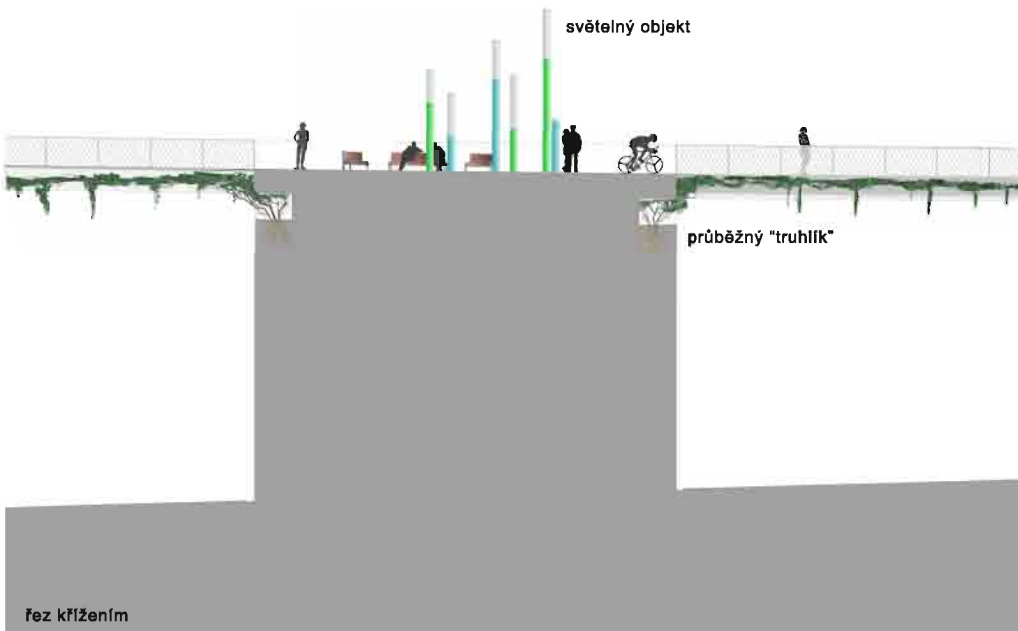 světelný objekt
průběžný "truhlík"
řez křížením